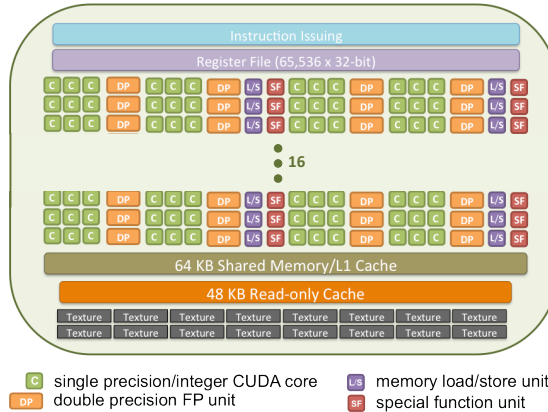 Instruction Issuing
Register File (65,536 x 32-bit)
C C C DP C C C DP L/S SF C C C DP C C C DP L/S SF
C C C DP C C C DP L/S SF C C C DP C C C DP L/S SF
C C C DP C C C DP L/S SF C C C DP C C C DP L/S SF
16
C C C DP C C C DP L/S SF C C C DP C C C DP L/S SF
C C C DP C C C DP L/S SF C C C DP C C C DP L/S SF
C C C DP C C C DP L/S SF C C C DP C C C DP L/S SF
64 KB Shared Memory/L1 Cache
48 KB Read-only Cache
Texture Texture Texture Texture Texture Texture Texture Texture
Texture Texture Texture Texture Texture Texture Texture Texture
C single precision/integer CUDA core L/S memory load/store unit
DP double precision FP unit SF special function unit